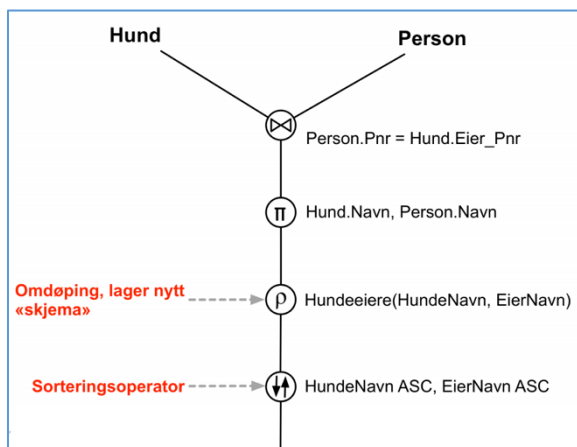 Hund
Person
⋈
Person.Pnr = Hund.Eier_Pnr
π
Hund.Navn, Person.Navn
Omdøping, lager nytt
«skjema»
ρ
Hundeeiere(HundeNavn, EierNavn)
Sorteringsoperator
↓↑
HundeNavn ASC, EierNavn ASC